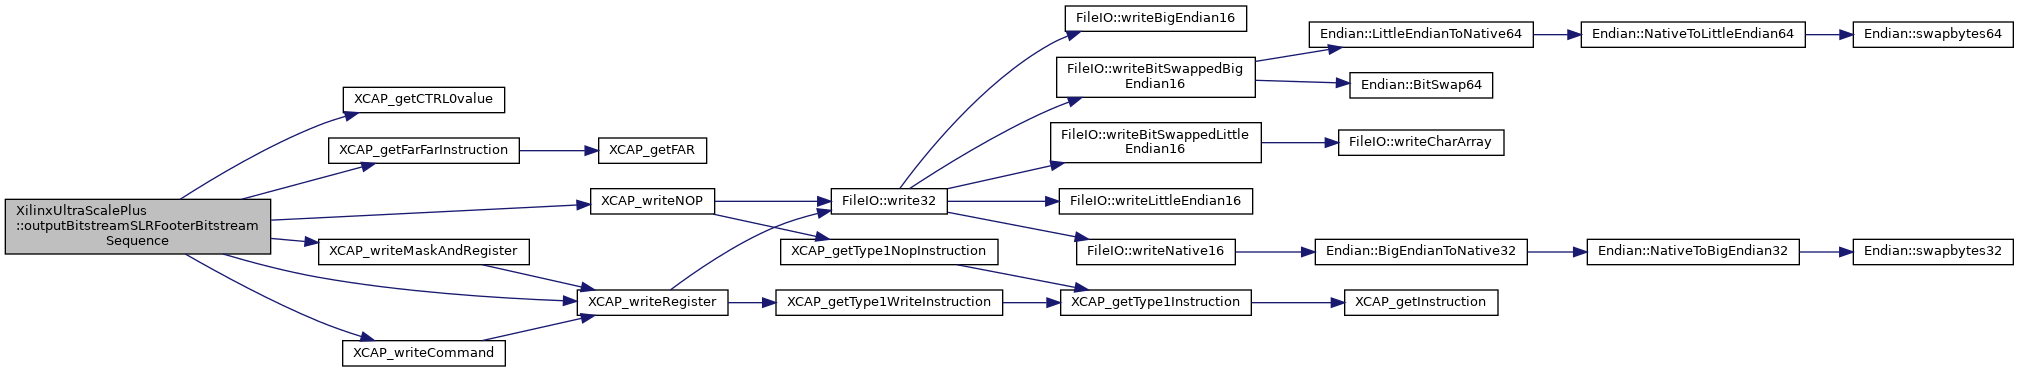 XilinxUltraScalePlus
::outputBitstreamSLRFooterBitstream
Sequence
XCAP_getCTRL0value
XCAP_getFarFarInstruction
XCAP_getFAR
XCAP_writeNOP
XCAP_writeMaskAndRegister
XCAP_writeRegister
XCAP_writeCommand
FileIO::write32
XCAP_getType1NopInstruction
XCAP_getType1WriteInstruction
FileIO::writeBigEndian16
FileIO::writeBitSwappedBig
Endian16
FileIO::writeBitSwappedLittle
Endian16
FileIO::writeLittleEndian16
FileIO::writeNative16
XCAP_getType1Instruction
Endian::LittleEndianToNative64
Endian::BitSwap64
FileIO::writeCharArray
Endian::BigEndianToNative32
XCAP_getInstruction
Endian::NativeToLittleEndian64
Endian::NativeToBigEndian32
Endian::swapbytes64
Endian::swapbytes32